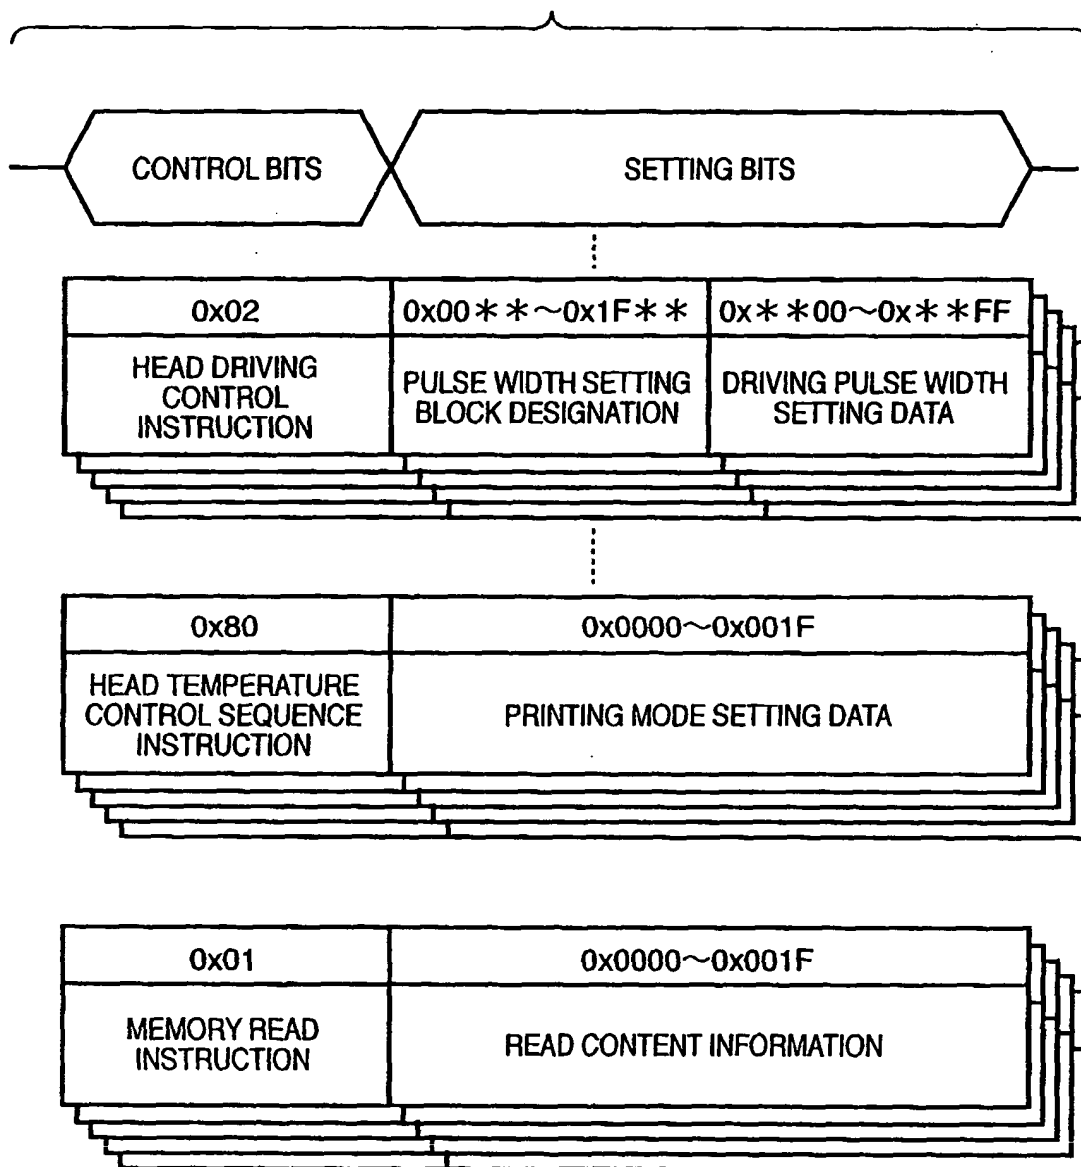 CONTROL BITS SETTING BITS
0x02 0x00**~0x1F** 0x**00~0x**FF
HEAD DRIVING
CONTROL
INSTRUCTION
PULSE WIDTH SETTING
BLOCK DESIGNATION
DRIVING PULSE WIDTH
SETTING DATA
0x80 0x0000~0x001F
HEAD TEMPERATURE
CONTROL SEQUENCE
INSTRUCTION
PRINTING MODE SETTING DATA
0x01 0x0000~0x001F
MEMORY READ
INSTRUCTION
READ CONTENT INFORMATION